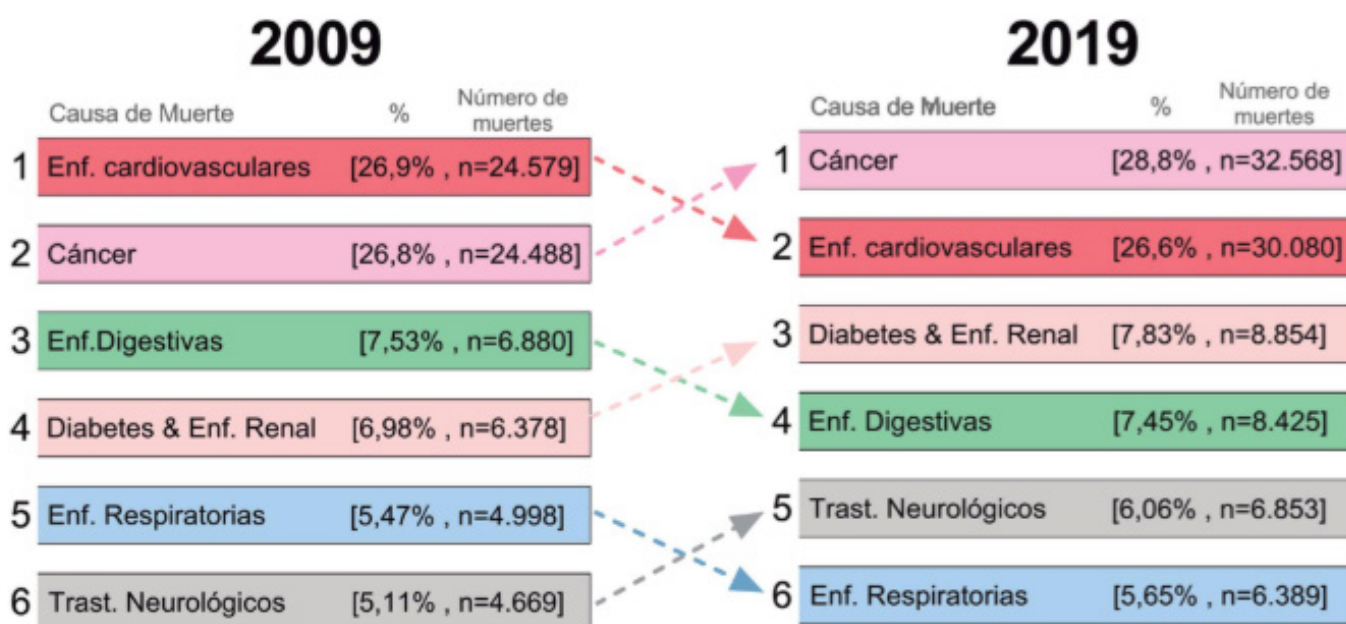 2009
Causa de Muerte % Número de muertes
1 Enf. cardiovasculares [26,9% , n=24.579]
2 Cáncer [26,8% , n=24.488]
3 Enf.Digestivas [7,53% , n=6.880]
4 Diabetes & Enf. Renal [6,98% , n=6.378]
5 Enf. Respiratorias [5,47% , n=4.998]
6 Trast. Neurológicos [5,11% , n=4.669]
2019
Causa de Muerte % Número de muertes
1 Cáncer [28,8% , n=32.568]
2 Enf. cardiovasculares [26,6% , n=30.080]
3 Diabetes & Enf. Renal [7,83% , n=8.854]
4 Enf. Digestivas [7,45% , n=8.425]
5 Trast. Neurológicos [6,06% , n=6.853]
6 Enf. Respiratorias [5,65% , n=6.389]